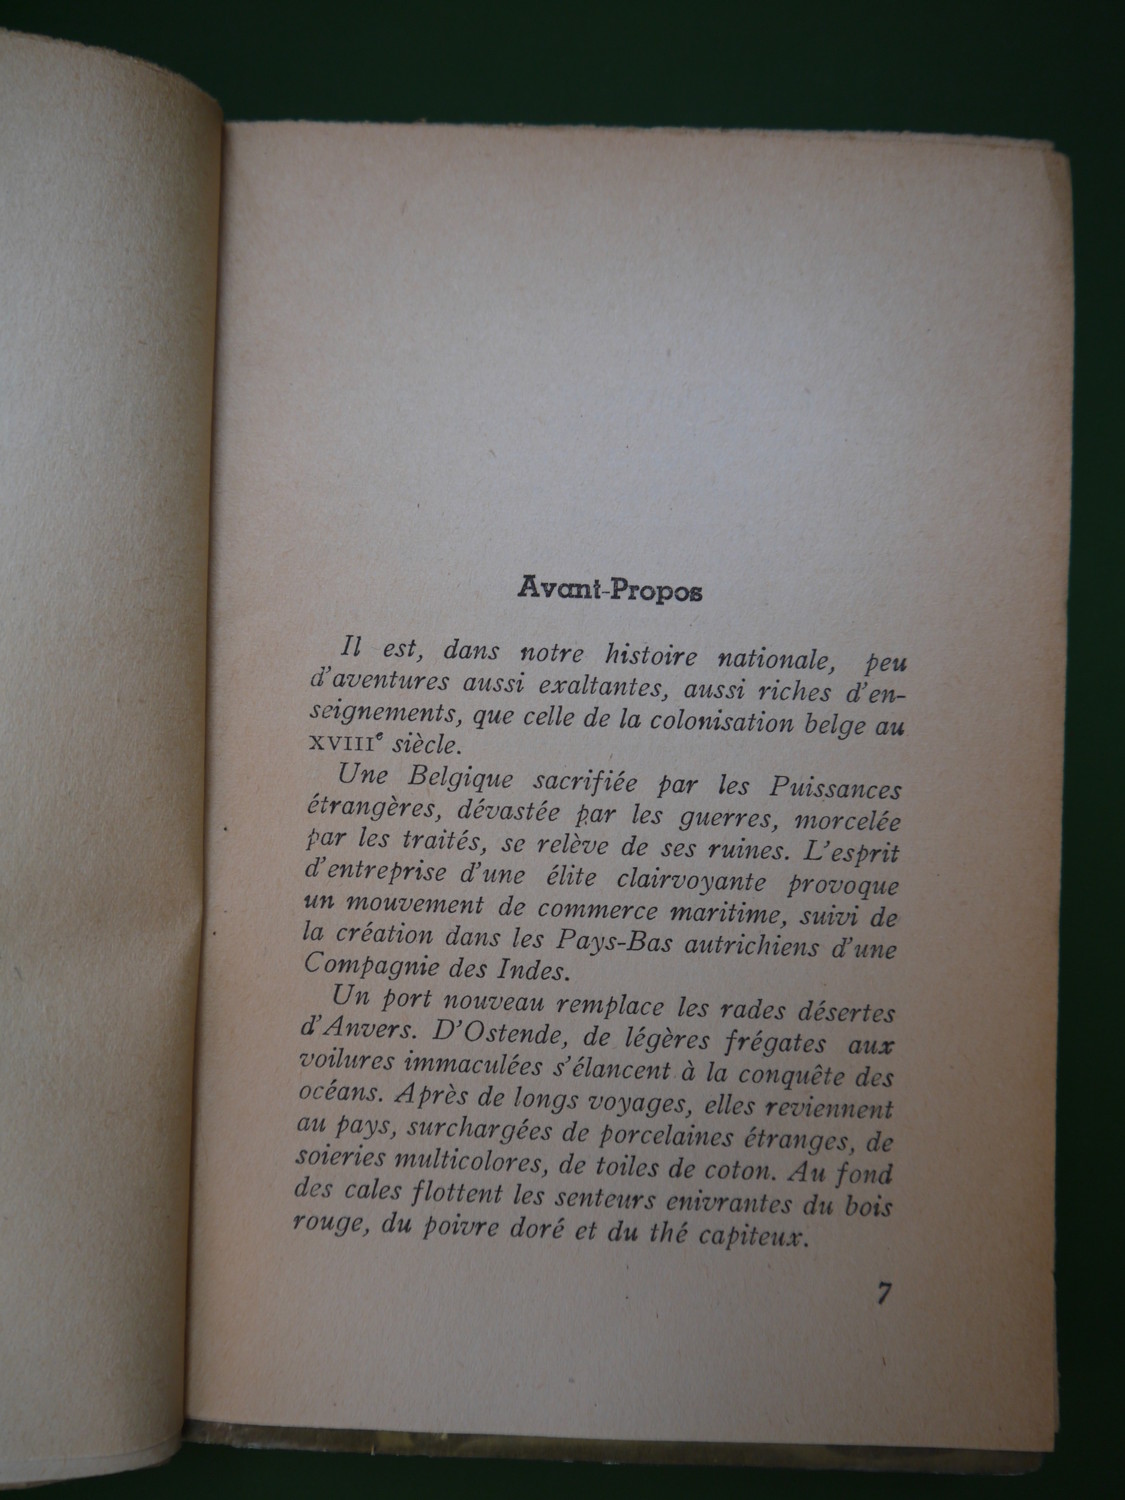 Avant-Propos
Il est, dans notre histoire nationale, peu
d'aventures aussi exaltantes, aussi riches d'en-
seignements, que celle de la colonisation belge au
XVIIIe siècle.
Une Belgique sacrifiée par les Puissances
étrangères, dévastée par les guerres, morcelée
par les traités, se relève de ses ruines. L'esprit
d'entreprise d'une élite clairvoyante provoque
un mouvement de commerce maritime, suivi de
la création dans les Pays-Bas autrichiens d'une
Compagnie des Indes.
Un port nouveau remplace les rades désertes
d'Anvers. D'Ostende, de légères frégates aux
voilures immaculées s'élancent à la conquête des
océans. Après de longs voyages, elles reviennent
au pays, surchargées de porcelaines étranges, de
soieries multicolores, de toiles de coton. Au fond
des cales flottent les senteurs enivrantes du bois
rouge, du poivre doré et du thé capiteux.
7